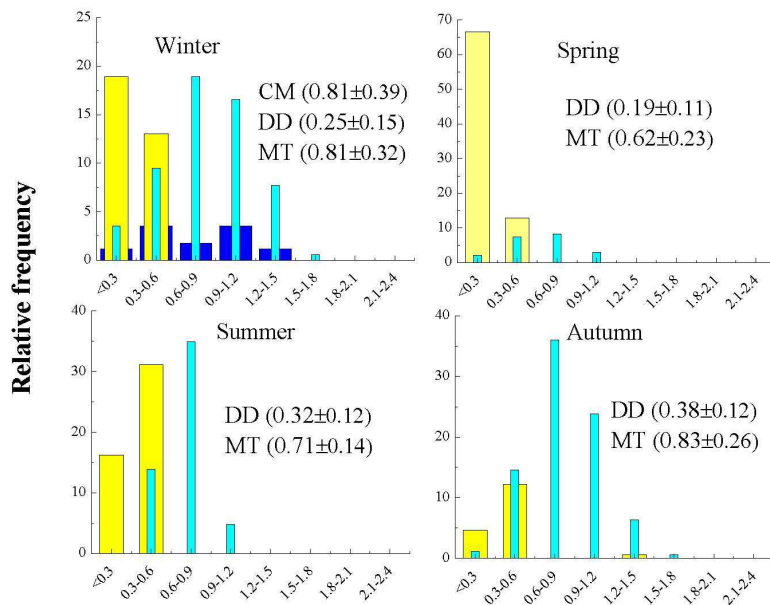 Relative frequency
Winter
25
20
15
10
5
0
CM (0.81±0.39)
DD (0.25±0.15)
MT (0.81±0.32)
<0.3 0.3-0.6 0.6-0.9 0.9-1.2 1.2-1.5 1.5-1.8 1.8-2.1 2.1-2.4
Spring
70
60
50
40
30
20
10
0
DD (0.19±0.11)
MT (0.62±0.23)
<0.3 0.3-0.6 0.6-0.9 0.9-1.2 1.2-1.5 1.5-1.8 1.8-2.1 2.1-2.4
Summer
40
30
20
10
0
DD (0.32±0.12)
MT (0.71±0.14)
<0.3 0.3-0.6 0.6-0.9 0.9-1.2 1.2-1.5 1.5-1.8 1.8-2.1 2.1-2.4
Autumn
40
30
20
10
0
DD (0.38±0.12)
MT (0.83±0.26)
<0.3 0.3-0.6 0.6-0.9 0.9-1.2 1.2-1.5 1.5-1.8 1.8-2.1 2.1-2.4